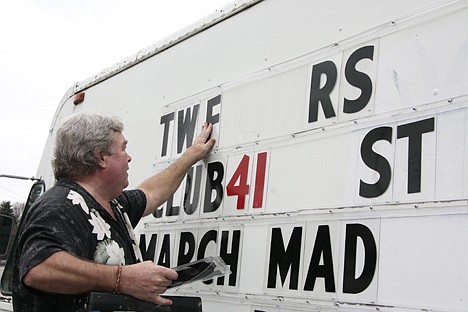 TWE RS
CLUB 41 ST
MARCH MAD